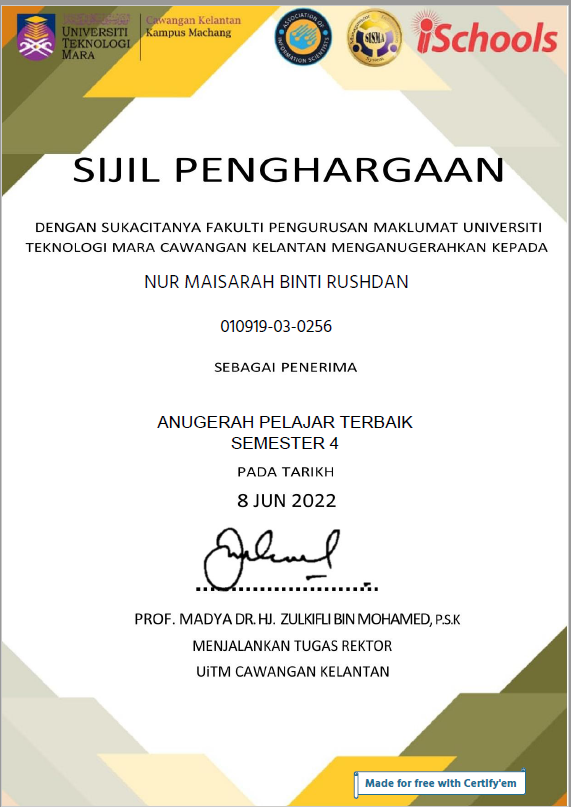 UNIVERSITI
TEKNOLOGI
MARA
Cawangan Kelantan
Kampus Machang
ASSOCIATION OF
INFORMATION SCIENTISTS
SISMA
iSchools
SIJIL PENGHARGAAN
DENGAN SUKACITANYA FAKULTI PENGURUSAN MAKLUMAT UNIVERSITI
TEKNOLOGI MARA CAWANGAN KELANTAN MENGANUGERAHKAN KEPADA
NUR MAISARAH BINTI RUSHDAN
010919-03-0256
SEBAGAI PENERIMA
ANUGERAH PELAJAR TERBAIK
SEMESTER 4
PADA TARIKH
8 JUN 2022
PROF. MADYA DR. HJ. ZULKIFLI BIN MOHAMED, P.S.K
MENJALANKAN TUGAS REKTOR
UiTM CAWANGAN KELANTAN
Made for free with Certify'em